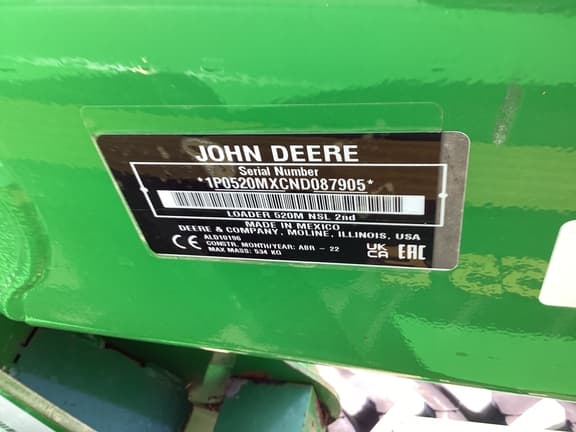 JOHN DEERE
Serial Number
*1P0520MXCND087905*
LOADER 520M NSL 2nd
MADE IN MEXICO
DEERE & COMPANY, MOLINE, ILLINOIS, USA
ALD10196
CONSTR. MONTH/YEAR: ABR - 22
MAX MASS: 534 KG
CE
UK
CA
EAC